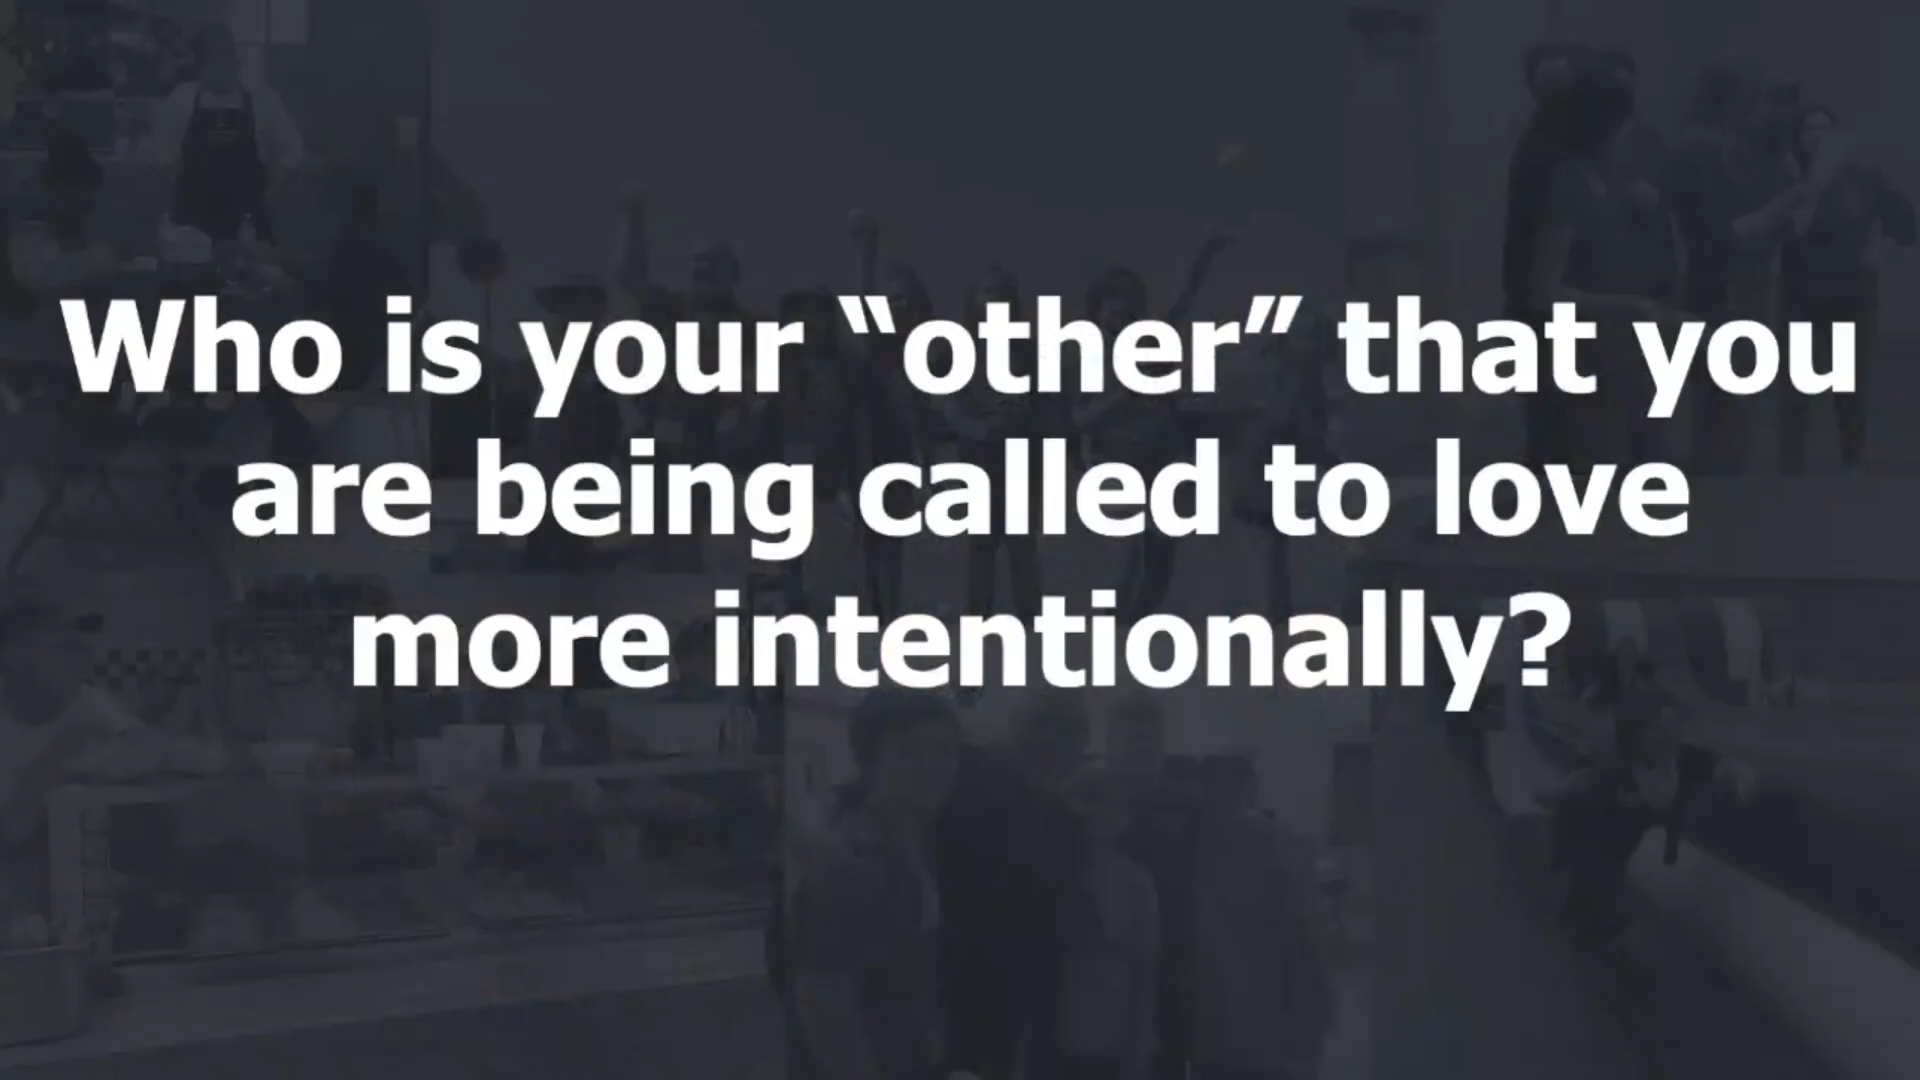 Who is your “other” that you
are being called to love
more intentionally?